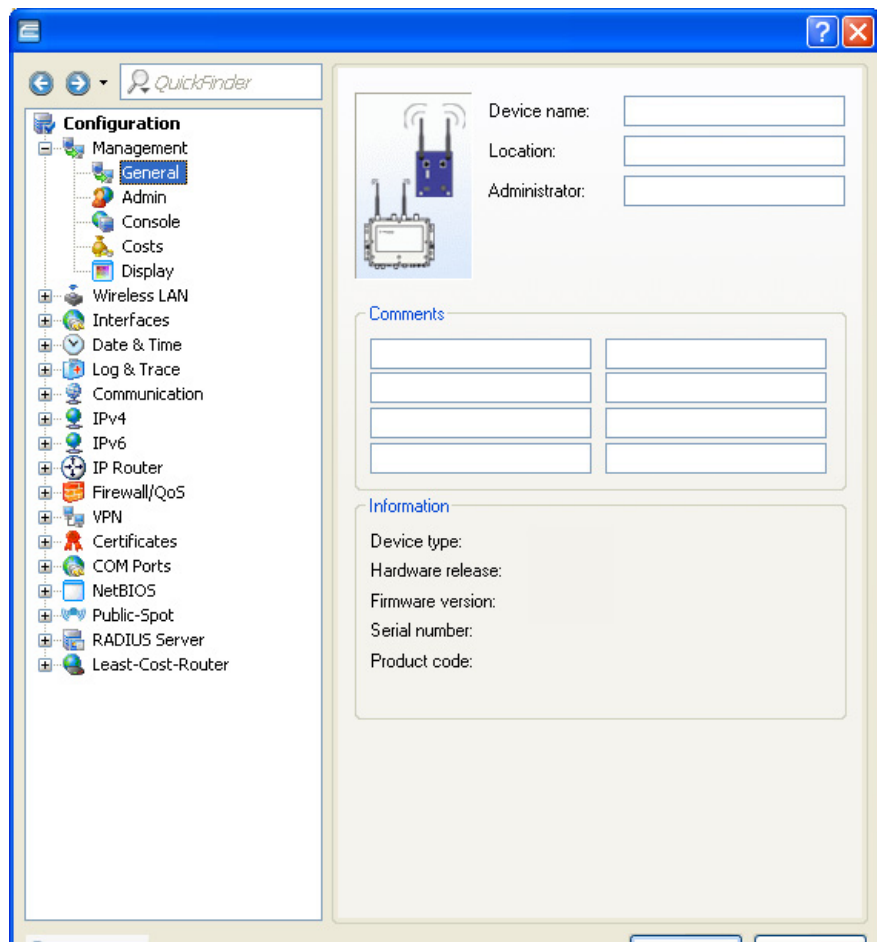 ?
QuickFinder
Configuration
Management
General
Admin
Console
Costs
Display
Wireless LAN
Interfaces
Date & Time
Log & Trace
Communication
IPv4
IPv6
IP Router
Firewall/QoS
VPN
Certificates
COM Ports
NetBIOS
Public-Spot
RADIUS Server
Least-Cost-Router
Device name:
Location:
Administrator:
Comments
Information
Device type:
Hardware release:
Firmware version:
Serial number:
Product code: